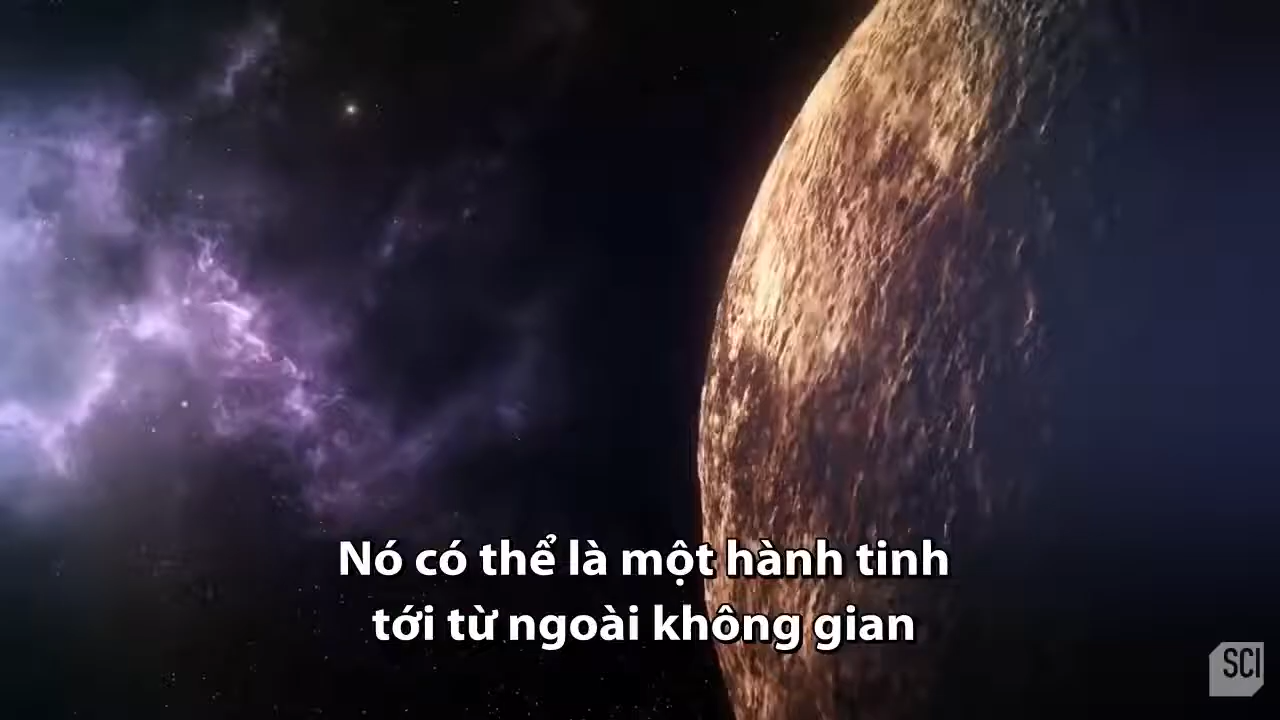 Nó có thể là một hành tinh
tới từ ngoài không gian
SCI